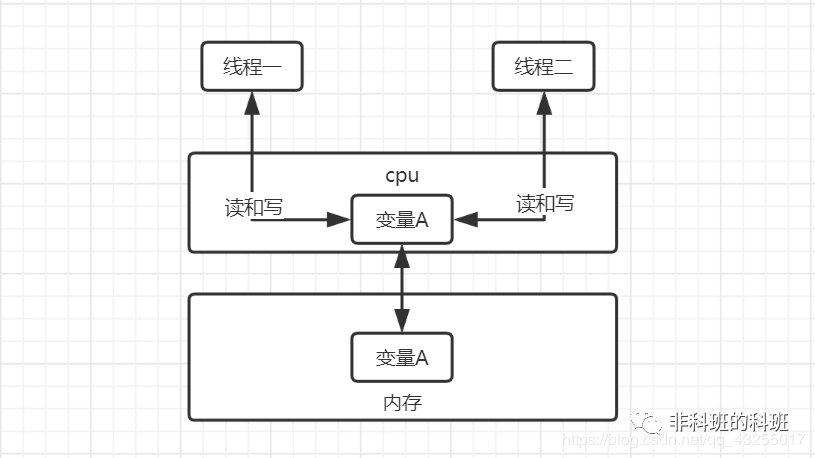 线程一
线程二
cpu
读和写
读和写
变量A
变量A
内存
非科班的科班
https://blog.csdn.net/qq_43255017